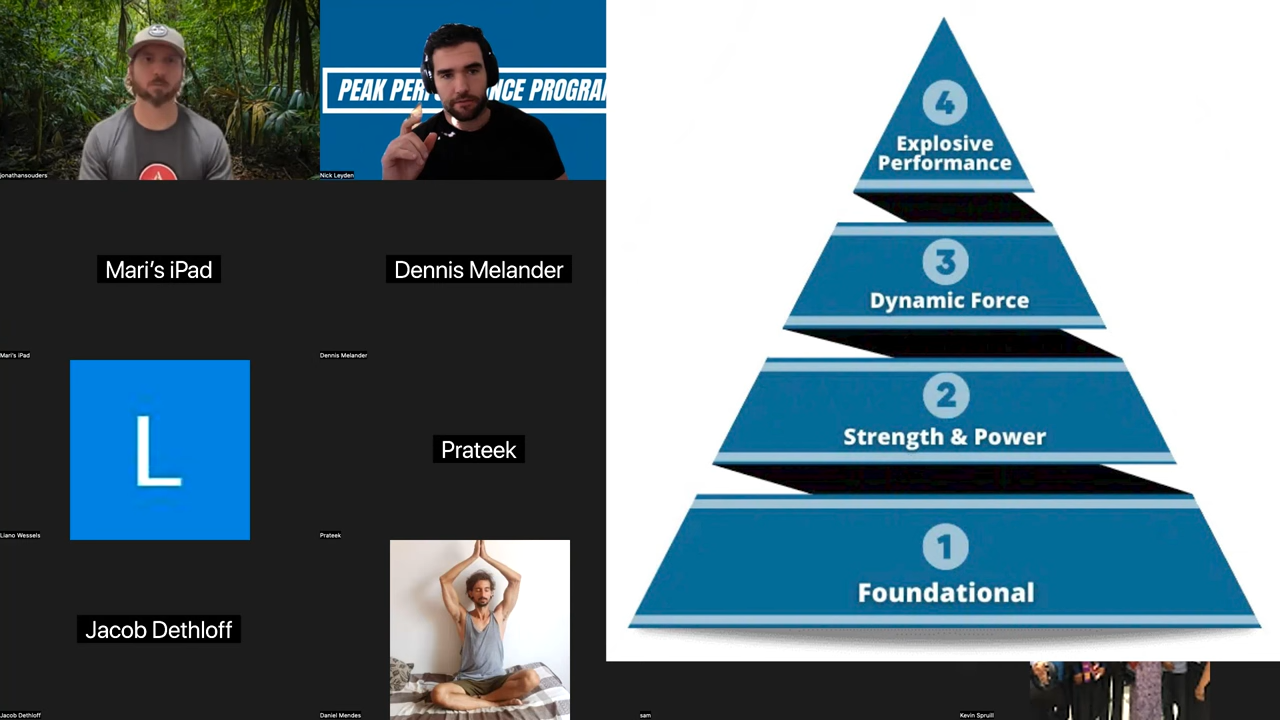 jonathansouders
PEAK PERFORMANCE PROGRAM
Nick Leyden
Mari's iPad
Mari's iPad
Dennis Melander
Dennis Melander
L
Liano Wessels
Prateek
Prateek
Jacob Dethloff
Jacob Dethloff
Daniel Mendes
sam
Kevin Spruill
4
Explosive
Performance
3
Dynamic Force
2
Strength & Power
1
Foundational